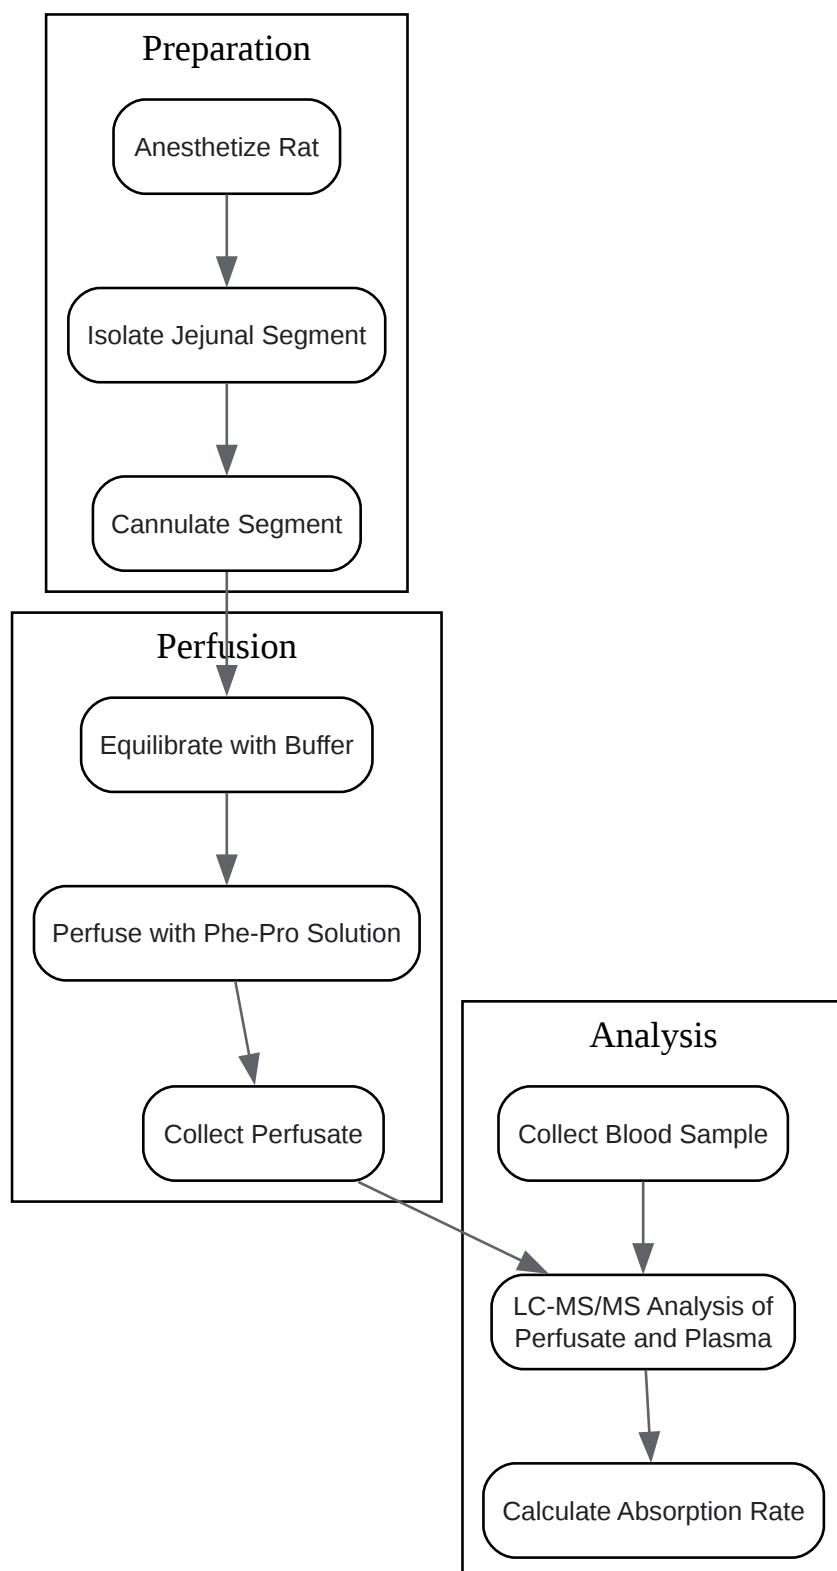 Preparation
Anesthetize Rat
Isolate Jejunal Segment
Cannulate Segment
Perfusion
Equilibrate with Buffer
Perfuse with Phe-Pro Solution
Collect Perfusate
Analysis
Collect Blood Sample
LC-MS/MS Analysis of
Perfusate and Plasma
Calculate Absorption Rate